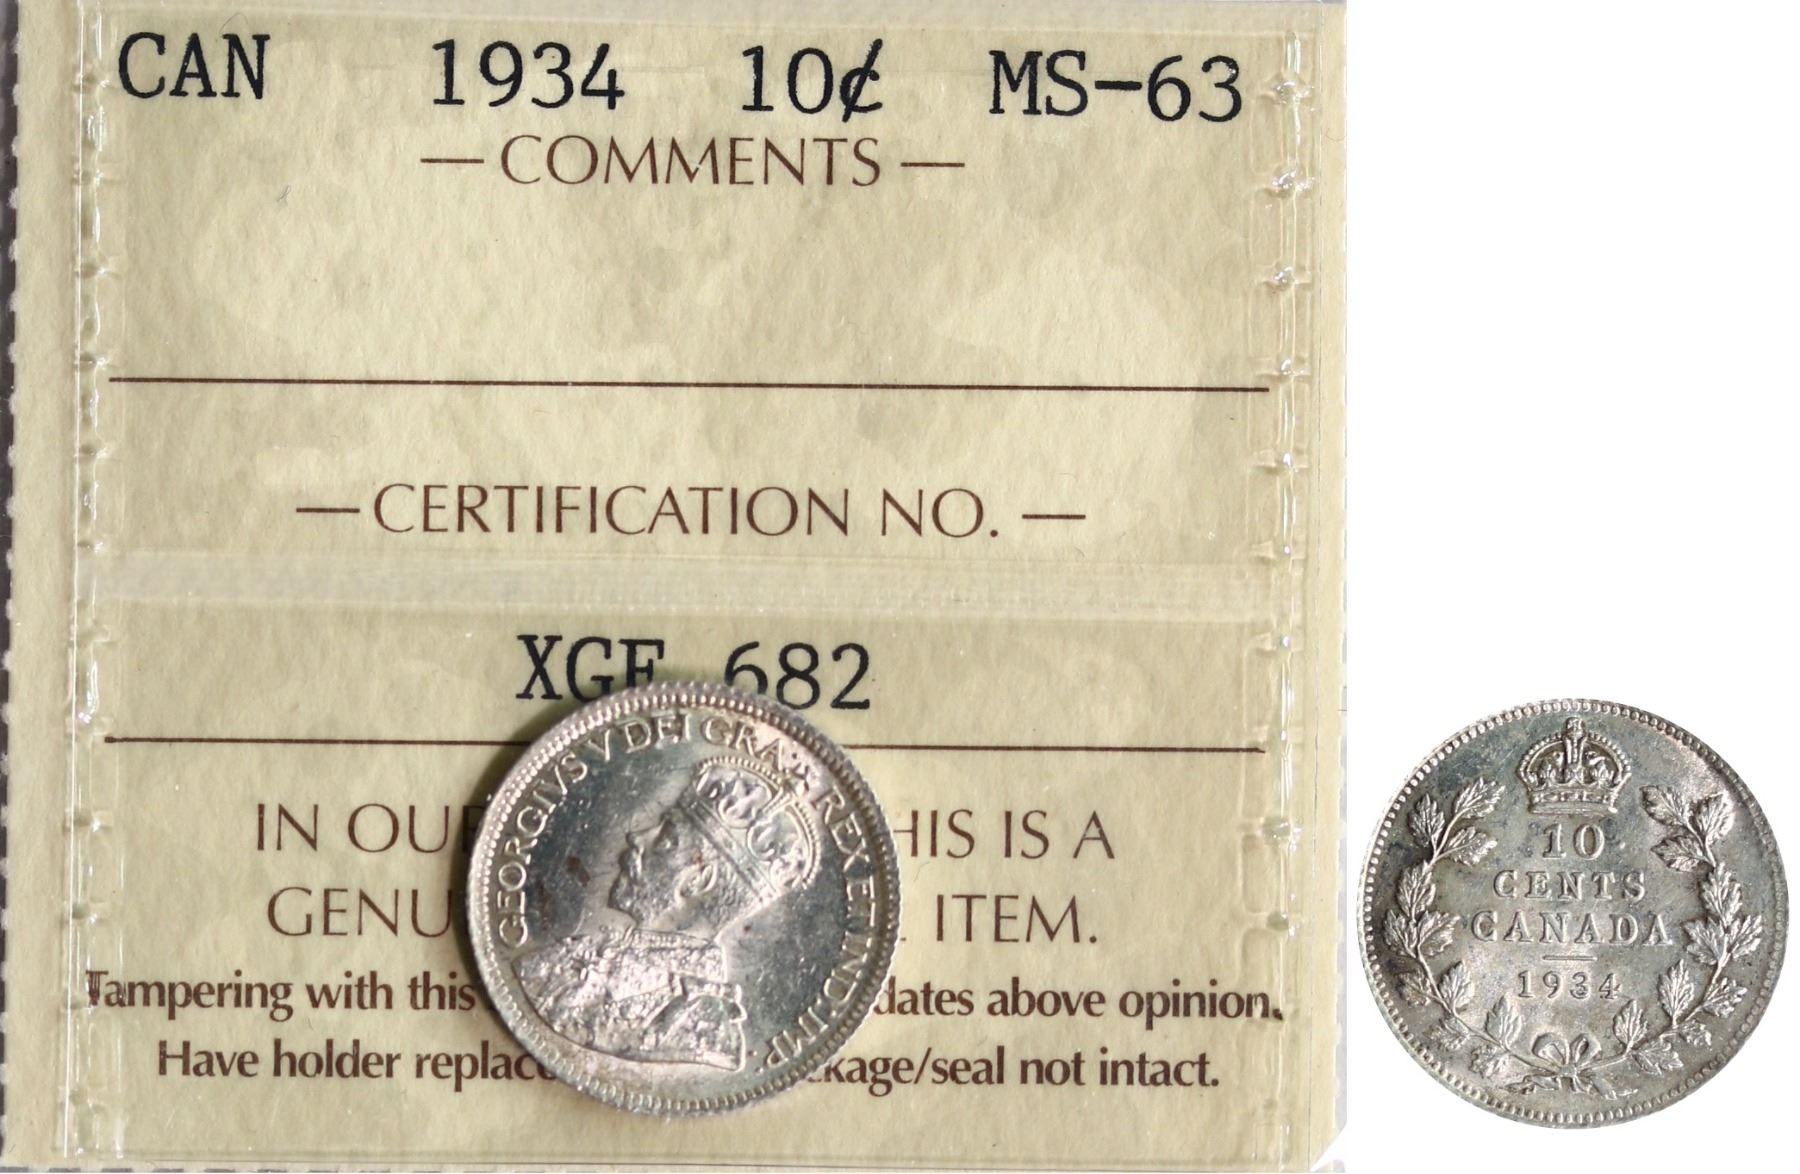 CAN 1934 10¢ MS-63
— COMMENTS —
— CERTIFICATION NO. —
XGF 682
IN OU HIS IS A
GENU ITEM.
Tampering with this dates above opinion.
Have holder replac kage/seal not intact.
GEORGIVS V DEI GRA: REX ET IND: IMP:
10
CENTS
CANADA
1934